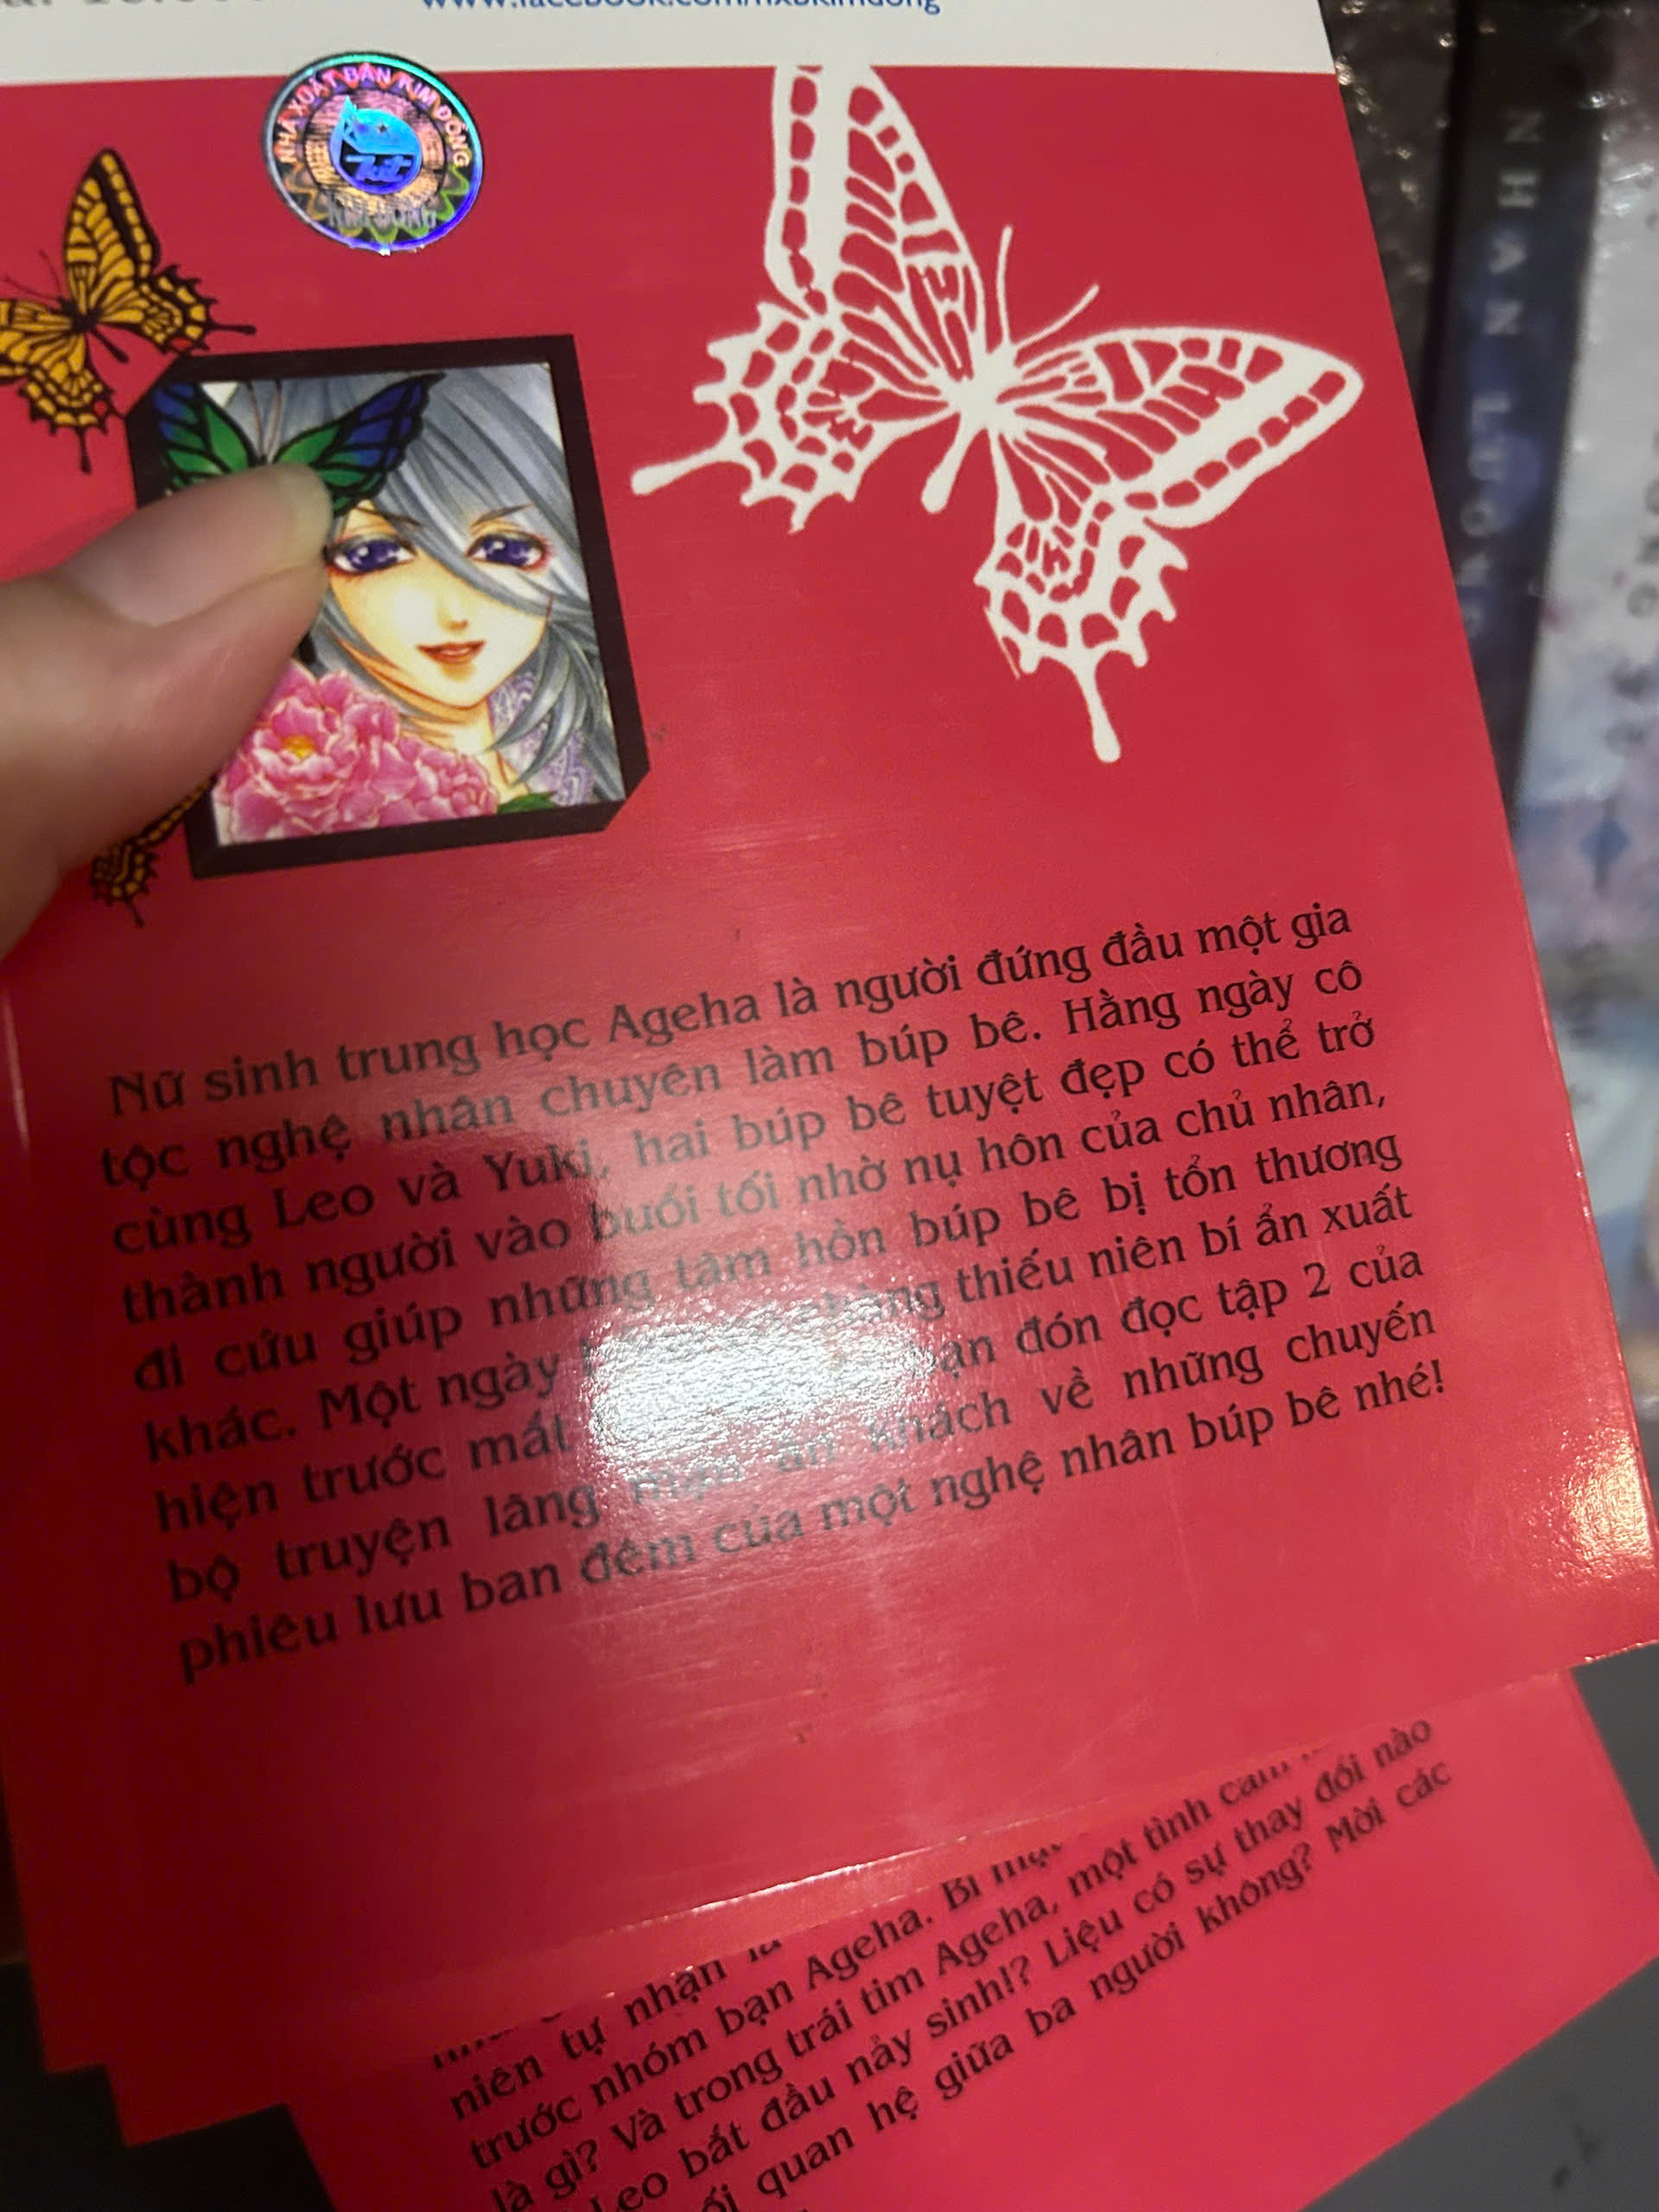 www.facebook.com/nxbkimdong
NHÀ XUẤT BẢN KIM ĐỒNG
Nữ sinh trung học Ageha là người đứng đầu một gia
tộc nghệ nhân chuyên làm búp bê. Hằng ngày cô
cùng Leo và Yuki, hai búp bê tuyệt đẹp có thể trở
thành người vào buổi tối nhờ nụ hôn của chủ nhân,
đi cứu giúp những tâm hồn búp bê bị tổn thương
khác. Một ngày chàng thiếu niên bí ẩn xuất
hiện trước mắt bạn đón đọc tập 2 của
bộ truyện lãng mạn ăn khách về những chuyến
phiêu lưu ban đêm của một nghệ nhân búp bê nhé!
niên tự nhận là
trước nhóm bạn Ageha. Bí mật
là gì? Và trong trái tim Ageha, một tình cảm
Leo bắt đầu nảy sinh!? Liệu có sự thay đổi nào
ối quan hệ giữa ba người không? Mời các
NHÂN LƯỢNG